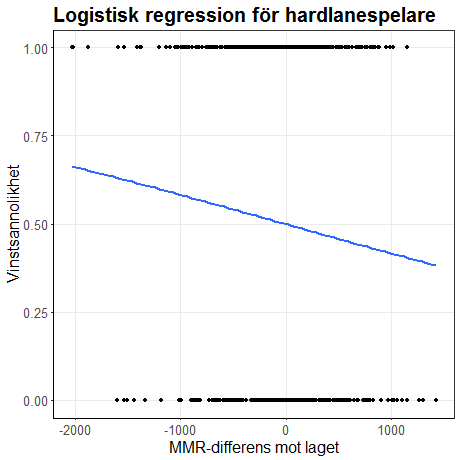 Logistisk regression för hardlanespelare
Vinstsannolikhet
1.00
0.75
0.50
0.25
0.00
-2000 -1000 0 1000
MMR-differens mot laget